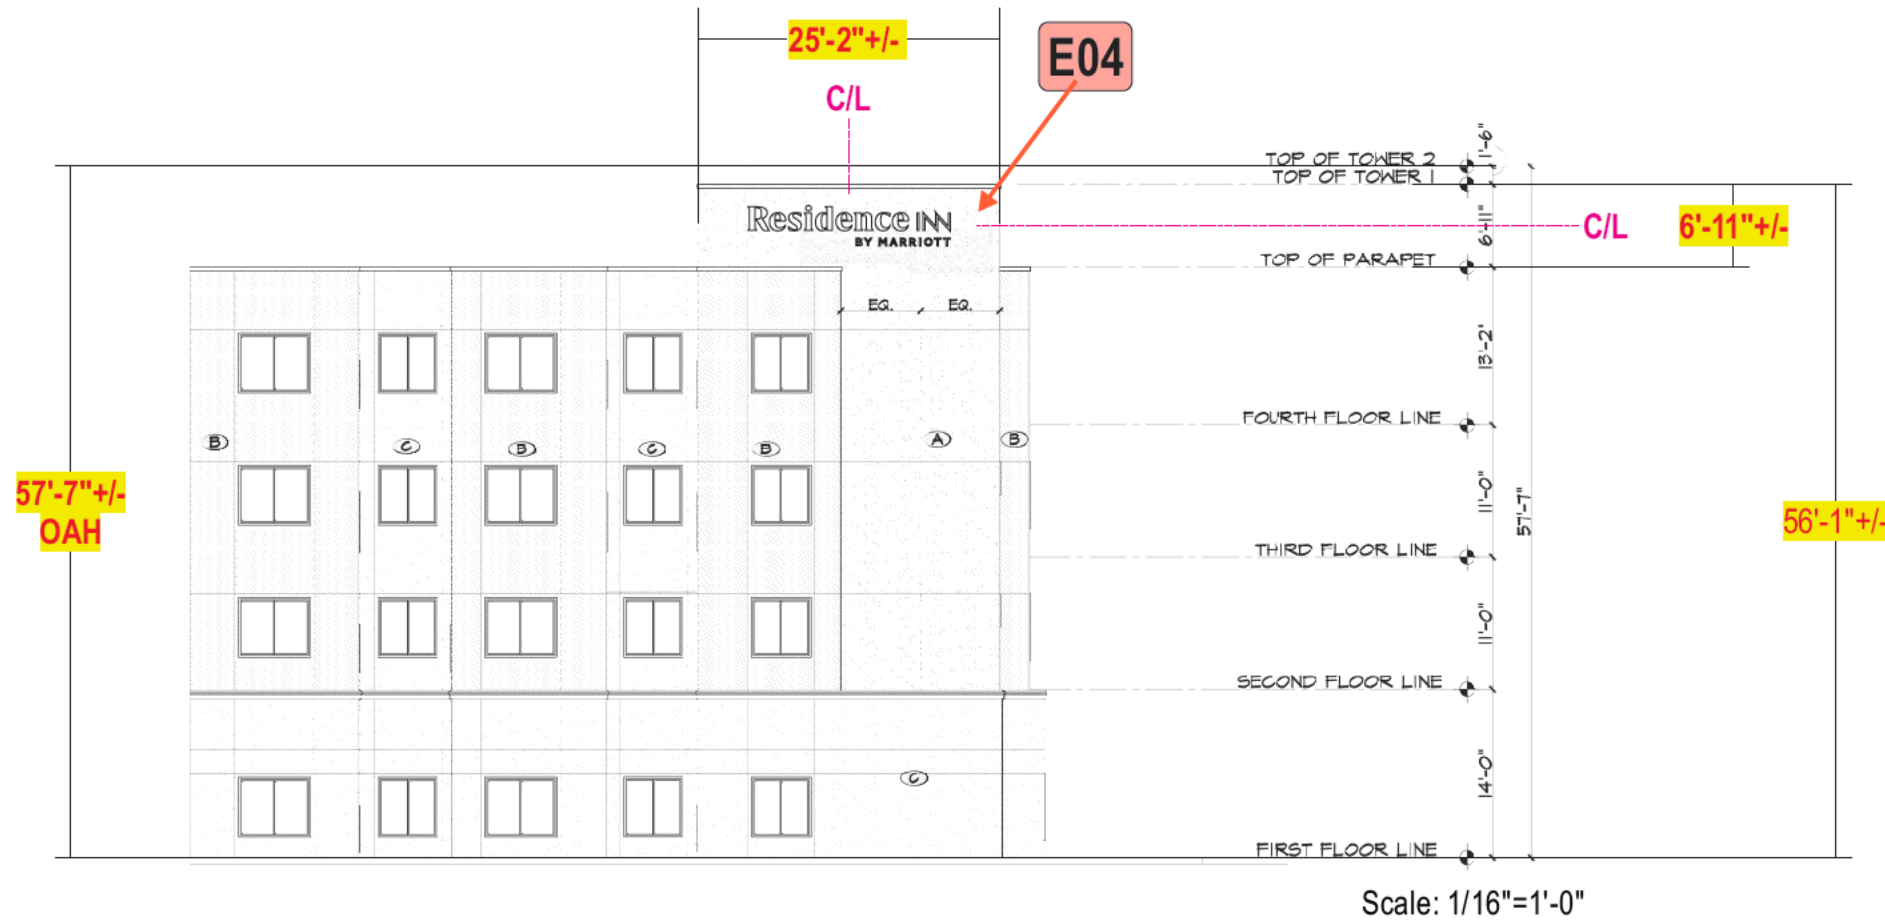 25'-2"+/-
E04
C/L
1'-6"
TOP OF TOWER 2
TOP OF TOWER 1
Residence INN
BY MARRIOTT
6'-11"
C/L
6'-11"+/-
TOP OF PARAPET
EQ.
EQ.
13'-2"
FOURTH FLOOR LINE
B
C
B
C
B
A
B
57'-7"+/-
OAH
11'-0"
57'-7"
56'-1"+/-
THIRD FLOOR LINE
11'-0"
SECOND FLOOR LINE
14'-0"
C
FIRST FLOOR LINE
Scale: 1/16"=1'-0"